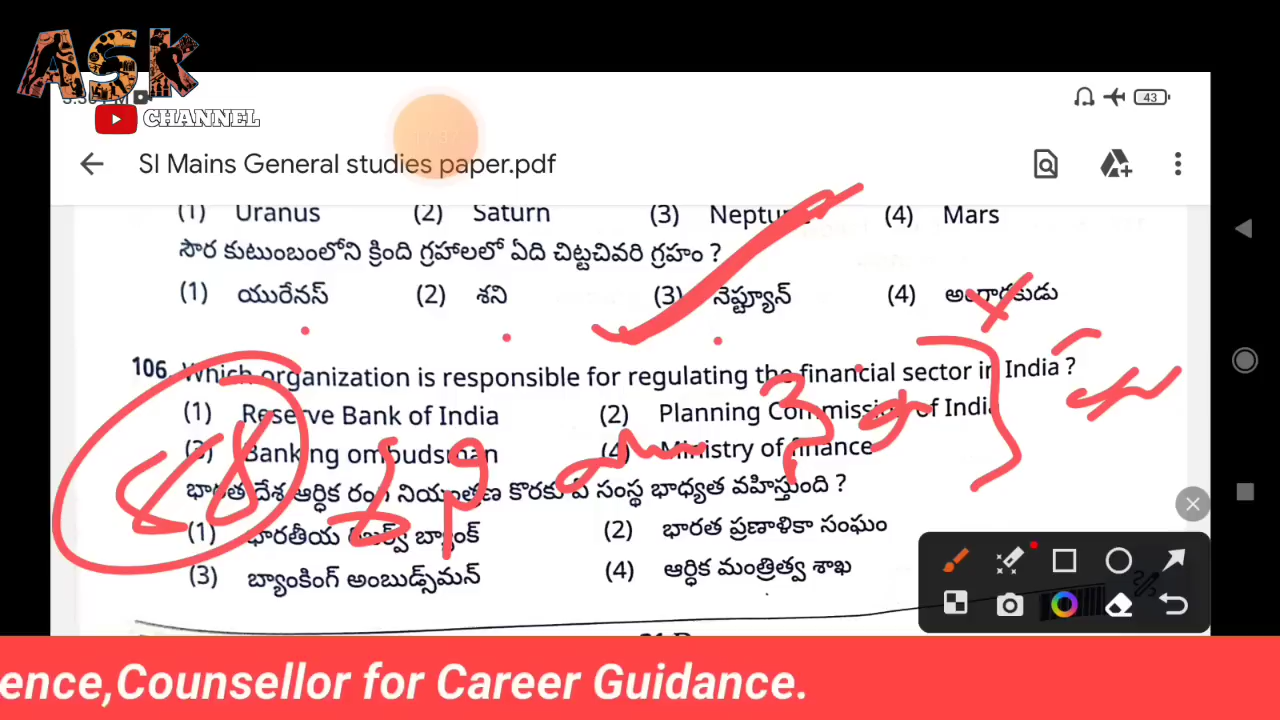 ASK
CHANNEL
43
SI Mains General studies paper.pdf
(1) Uranus (2) Saturn (3) Neptune (4) Mars
సౌర కుటుంబంలోని క్రింది గ్రహాలలో ఏది చిట్టచివరి గ్రహం ?
(1) యురేనస్ (2) శని (3) నెప్ట్యూన్ (4) అంగారకుడు
106. Which organization is responsible for regulating the financial sector in India ?
(1) Reserve Bank of India (2) Planning Commission of India
(3) Banking ombudsman (4) Ministry of finance
భారత దేశ ఆర్ధిక రంగ నియంత్రణ కొరకు ఏ సంస్థ భాధ్యత వహిస్తుంది ?
(1) భారతీయ రిజర్వ్ బ్యాంక్ (2) భారత ప్రణాళికా సంఘం
(3) బ్యాంకింగ్ అంబుడ్స్‌మన్ (4) ఆర్ధిక మంత్రిత్వ శాఖ
ence,Counsellor for Career Guidance.